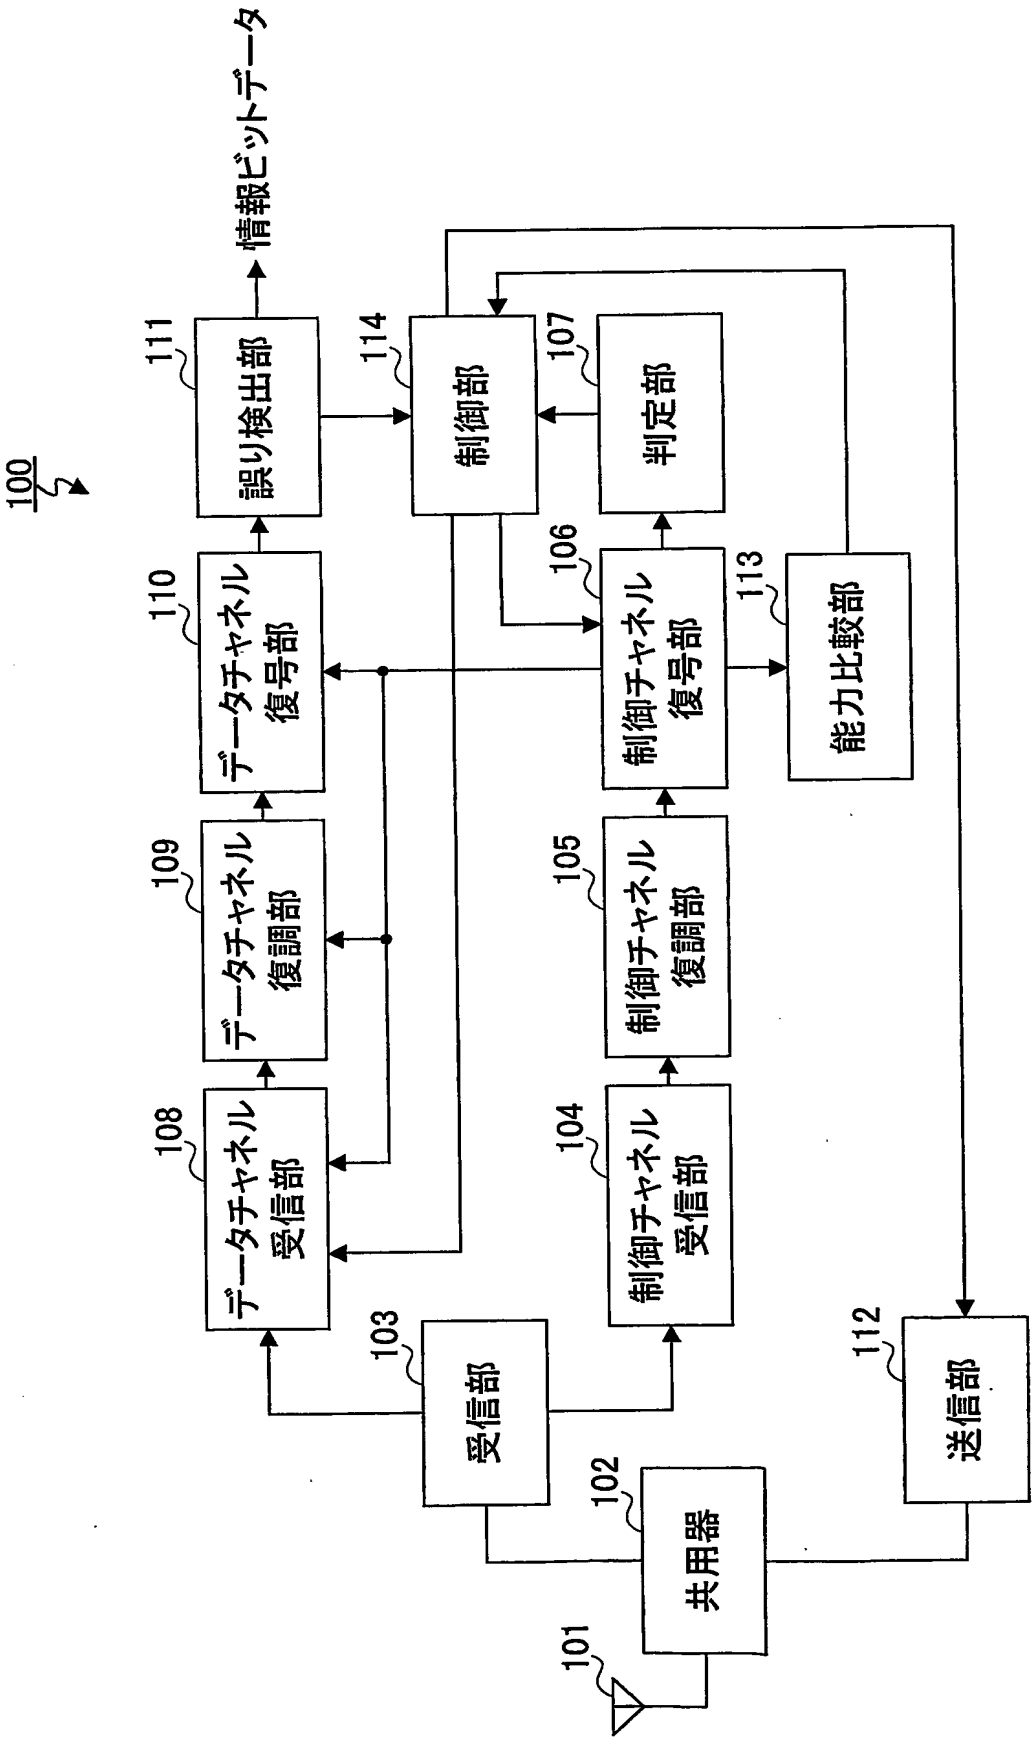 100
101
共用器
102
受信部
103
制御チャネル
受信部
104
制御チャネル
復調部
105
制御チャネル
復号部
106
判定部
107
データチャネル
受信部
108
データチャネル
復調部
109
データチャネル
復号部
110
誤り検出部
111
情報ビットデータ
送信部
112
能力比較部
113
制御部
114